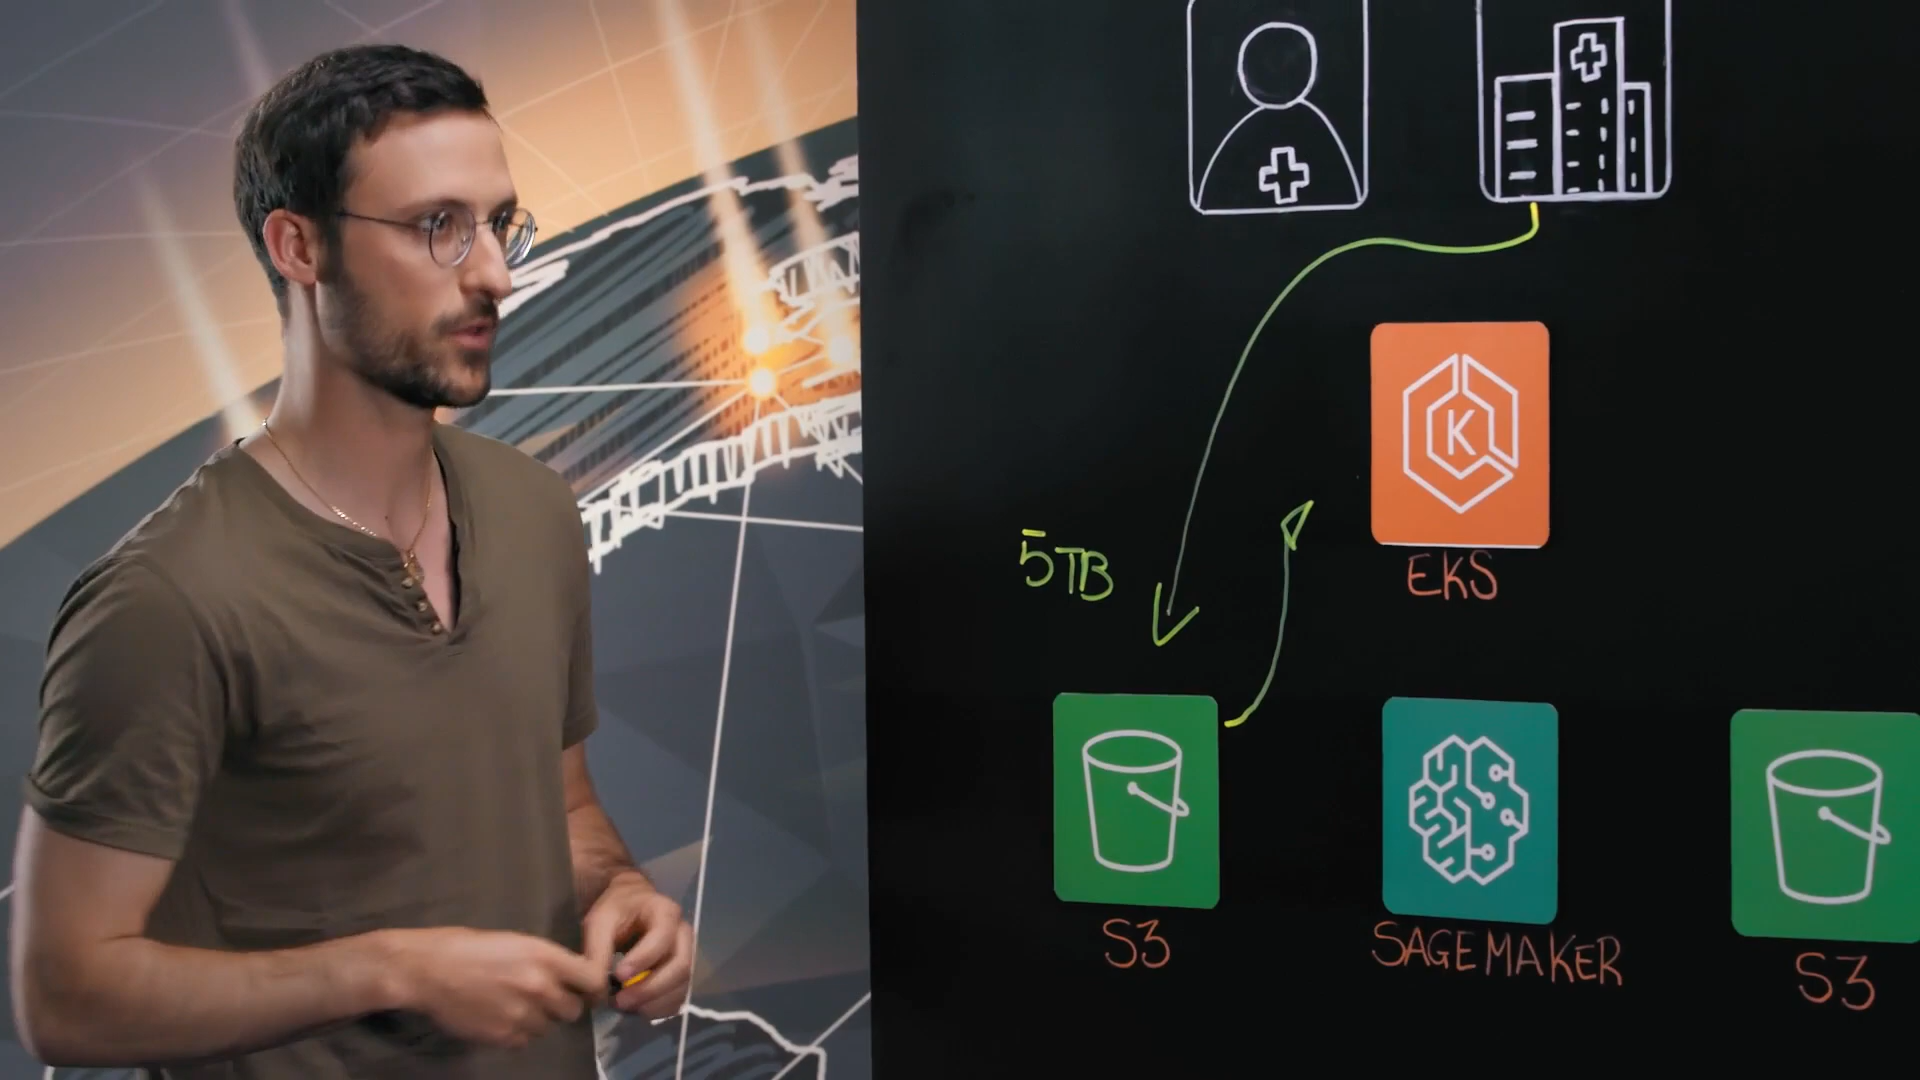 K
EKS
5TB
S3
SAGEMAKER
S3